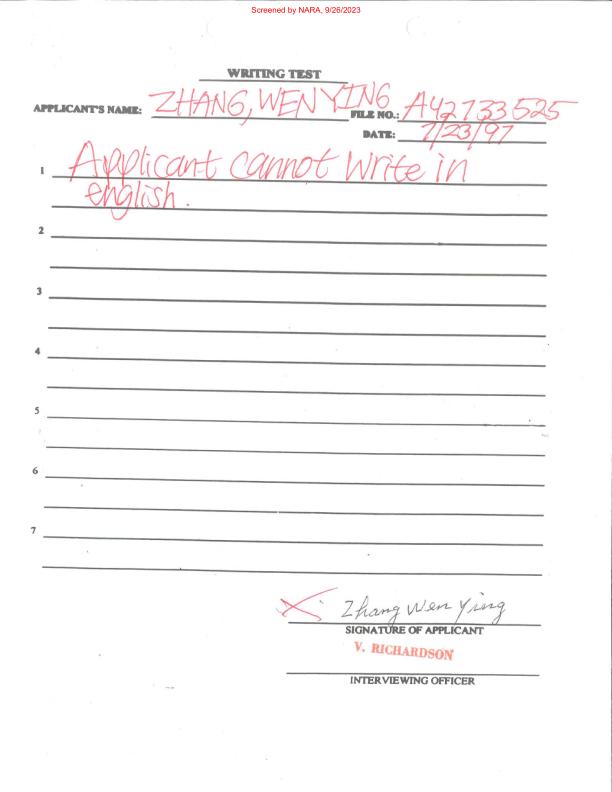 Screened by NARA, 9/26/2023
WRITING TEST
APPLICANT'S NAME: ZHANG, WEN YING FILE NO.: A42733525
DATE: 7/23/97
1 Applicant cannot write in
english.
2
3
4
5
6
7
X Zhang Wen Ying
SIGNATURE OF APPLICANT
V. RICHARDSON
INTERVIEWING OFFICER